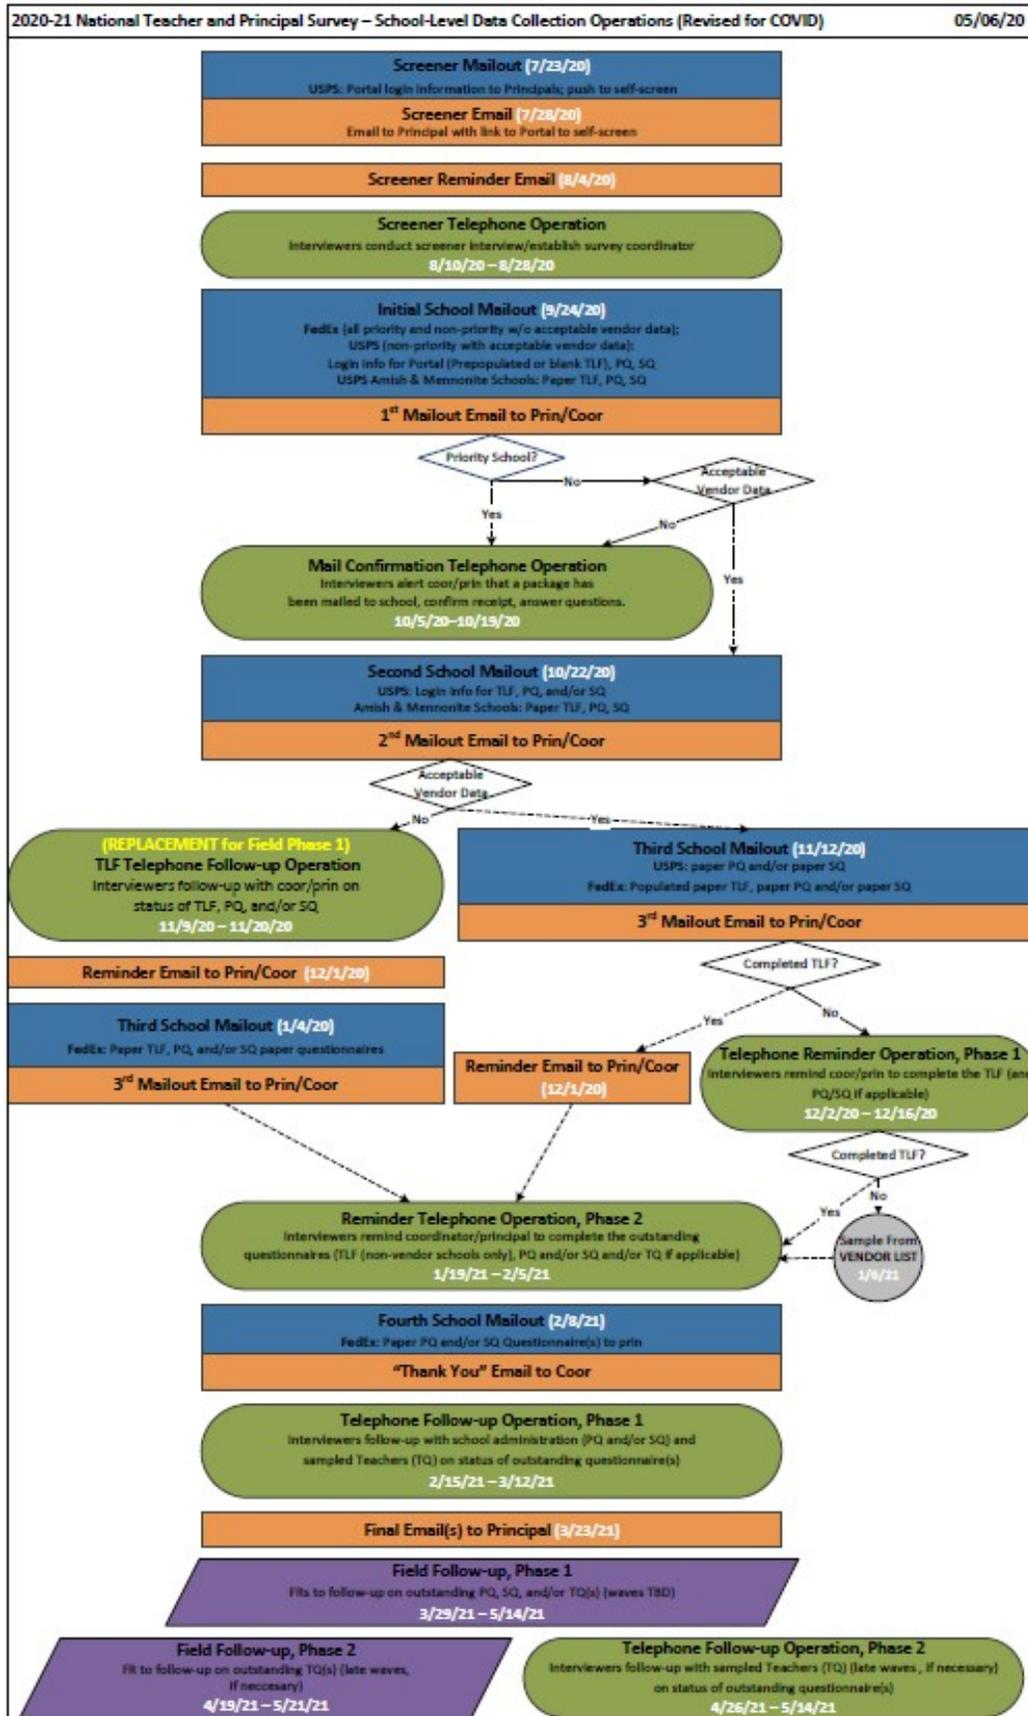 2020-21 National Teacher and Principal Survey – School-Level Data Collection Operations (Revised for COVID) 05/06/20
Screener Mailout (7/23/20)
USPS: Portal login information to Principals; push to self-screen
Screener Email (7/28/20)
Email to Principal with link to Portal to self-screen
Screener Reminder Email (8/4/20)
Screener Telephone Operation
Interviewers conduct screener interview/establish survey coordinator
8/10/20 – 8/28/20
Initial School Mailout (9/24/20)
FedEx (all priority and non-priority w/o acceptable vendor data);
USPS (non-priority with acceptable vendor data):
Login info for Portal (Prepopulated or blank TLF), PQ, SQ
USPS Amish & Mennonite Schools: Paper TLF, PQ, SQ
1st Mailout Email to Prin/Coor
Priority School?
No
Acceptable
Vendor Data
Yes
No
Yes
Mail Confirmation Telephone Operation
Interviewers alert coor/prin that a package has
been mailed to school, confirm receipt, answer questions.
10/5/20–10/19/20
Second School Mailout (10/22/20)
USPS: Login info for TLF, PQ, and/or SQ
Amish & Mennonite Schools: Paper TLF, PQ, SQ
2nd Mailout Email to Prin/Coor
Acceptable
Vendor Data
No
Yes
(REPLACEMENT for Field Phase 1)
TLF Telephone Follow-up Operation
Interviewers follow-up with coor/prin on
status of TLF, PQ, and/or SQ
11/9/20 – 11/20/20
Third School Mailout (11/12/20)
USPS: paper PQ and/or paper SQ
FedEx: Populated paper TLF, paper PQ and/or paper SQ
3rd Mailout Email to Prin/Coor
Reminder Email to Prin/Coor (12/1/20)
Completed TLF?
Yes
No
Third School Mailout (1/4/20)
FedEx: Paper TLF, PQ, and/or SQ paper questionnaires
3rd Mailout Email to Prin/Coor
Reminder Email to Prin/Coor
(12/1/20)
Telephone Reminder Operation, Phase 1
Interviewers remind coor/prin to complete the TLF (an
PQ/SQ if applicable)
12/2/20 – 12/16/20
Completed TLF?
Yes
No
Reminder Telephone Operation, Phase 2
Interviewers remind coordinator/principal to complete the outstanding
questionnaires (TLF (non-vendor schools only), PQ and/or SQ and/or TQ if applicable)
1/19/21 – 2/5/21
Sample From
VENDOR LIST
1/6/21
Fourth School Mailout (2/8/21)
FedEx: Paper PQ and/or SQ Questionnaire(s) to prin
“Thank You” Email to Coor
Telephone Follow-up Operation, Phase 1
Interviewers follow-up with school administration (PQ and/or SQ) and
sampled Teachers (TQ) on status of outstanding questionnaire(s)
2/15/21 – 3/12/21
Final Email(s) to Principal (3/23/21)
Field Follow-up, Phase 1
FRs to follow-up on outstanding PQ, SQ, and/or TQ(s) (waves TBD)
3/29/21 – 5/14/21
Field Follow-up, Phase 2
FR to follow-up on outstanding TQ(s) (late waves,
if neccesary)
4/19/21 – 5/21/21
Telephone Follow-up Operation, Phase 2
Interviewers follow-up with sampled Teachers (TQ) (late waves , if necessary)
on status of outstanding questionnaire(s)
4/26/21 – 5/14/21